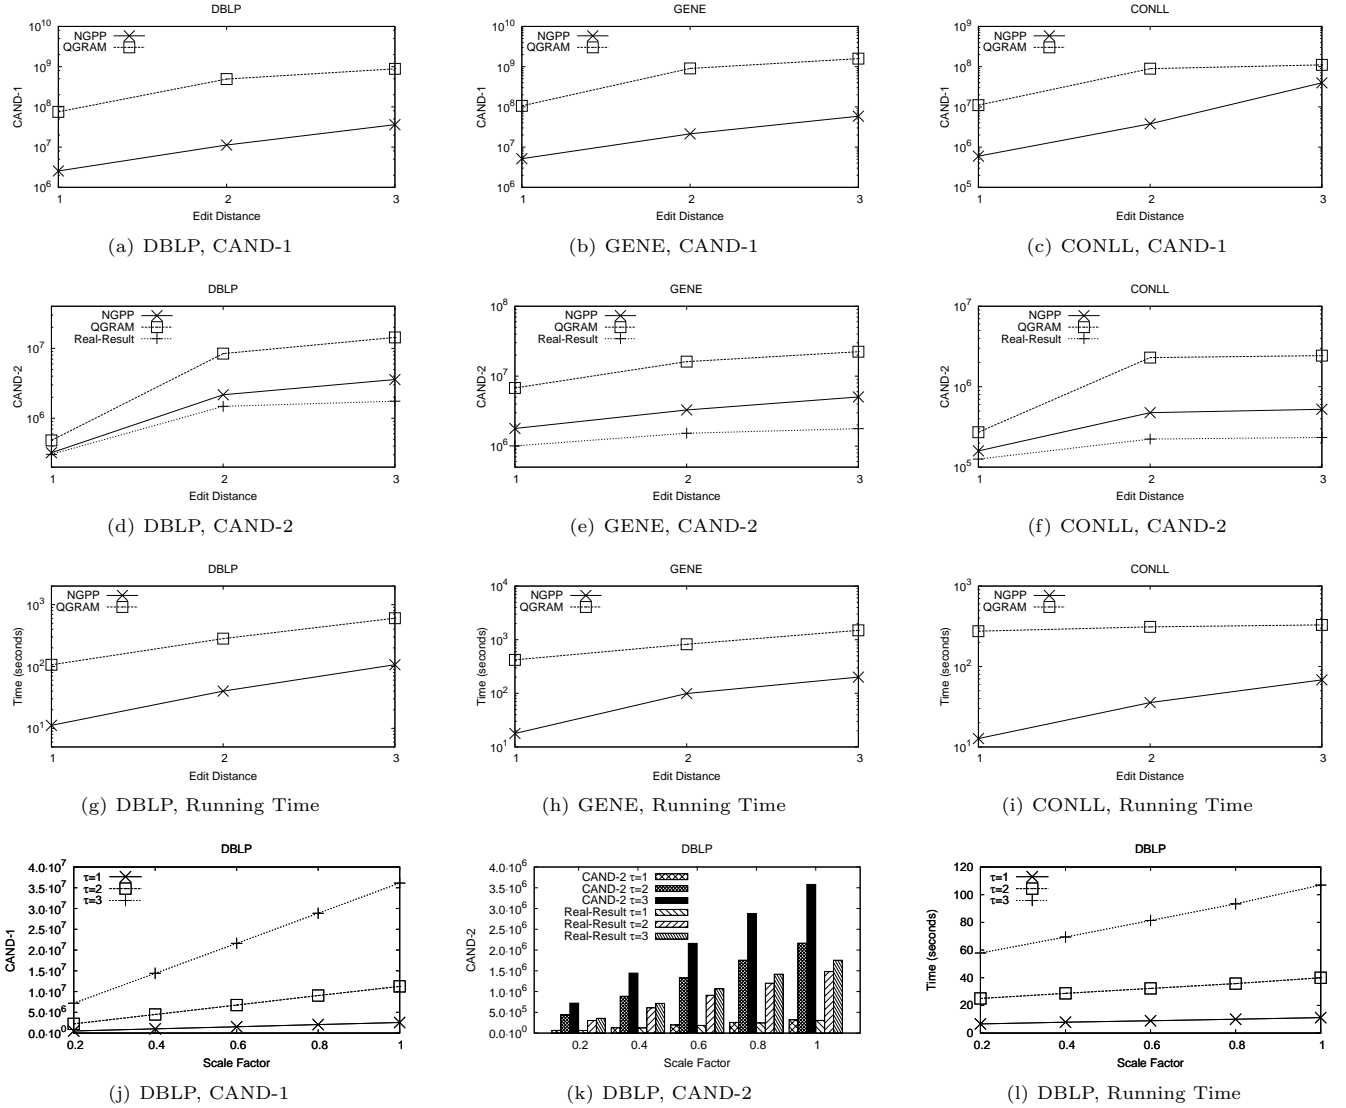 DBLP
10^10
10^9
10^8
10^7
10^6
NGPP
QGRAM
CAND-1
1 2 3
Edit Distance
(a) DBLP, CAND-1
GENE
10^10
10^9
10^8
10^7
10^6
NGPP
QGRAM
CAND-1
1 2 3
Edit Distance
(b) GENE, CAND-1
CONLL
10^9
10^8
10^7
10^6
10^5
NGPP
QGRAM
CAND-1
1 2 3
Edit Distance
(c) CONLL, CAND-1
DBLP
10^7
10^6
NGPP
QGRAM
Real-Result
CAND-2
1 2 3
Edit Distance
(d) DBLP, CAND-2
GENE
10^8
10^7
10^6
NGPP
QGRAM
Real-Result
CAND-2
1 2 3
Edit Distance
(e) GENE, CAND-2
CONLL
10^7
10^6
10^5
NGPP
QGRAM
Real-Result
CAND-2
1 2 3
Edit Distance
(f) CONLL, CAND-2
DBLP
10^3
10^2
10^1
NGPP
QGRAM
Time (seconds)
1 2 3
Edit Distance
(g) DBLP, Running Time
GENE
10^4
10^3
10^2
10^1
NGPP
QGRAM
Time (seconds)
1 2 3
Edit Distance
(h) GENE, Running Time
CONLL
10^3
10^2
10^1
NGPP
QGRAM
Time (seconds)
1 2 3
Edit Distance
(i) CONLL, Running Time
DBLP
4.0·10^7
3.5·10^7
3.0·10^7
2.5·10^7
2.0·10^7
1.5·10^7
1.0·10^7
5.0·10^6
0.0·10^0
τ=1
τ=2
τ=3
CAND-1
0.2 0.4 0.6 0.8 1
Scale Factor
(j) DBLP, CAND-1
DBLP
4.0·10^6
3.5·10^6
3.0·10^6
2.5·10^6
2.0·10^6
1.5·10^6
1.0·10^6
5.0·10^5
0.0·10^0
CAND-2 τ=1
CAND-2 τ=2
CAND-2 τ=3
Real-Result τ=1
Real-Result τ=2
Real-Result τ=3
CAND-2
0.2 0.4 0.6 0.8 1
Scale Factor
(k) DBLP, CAND-2
DBLP
120
100
80
60
40
20
0
τ=1
τ=2
τ=3
Time (seconds)
0.2 0.4 0.6 0.8 1
Scale Factor
(l) DBLP, Running Time